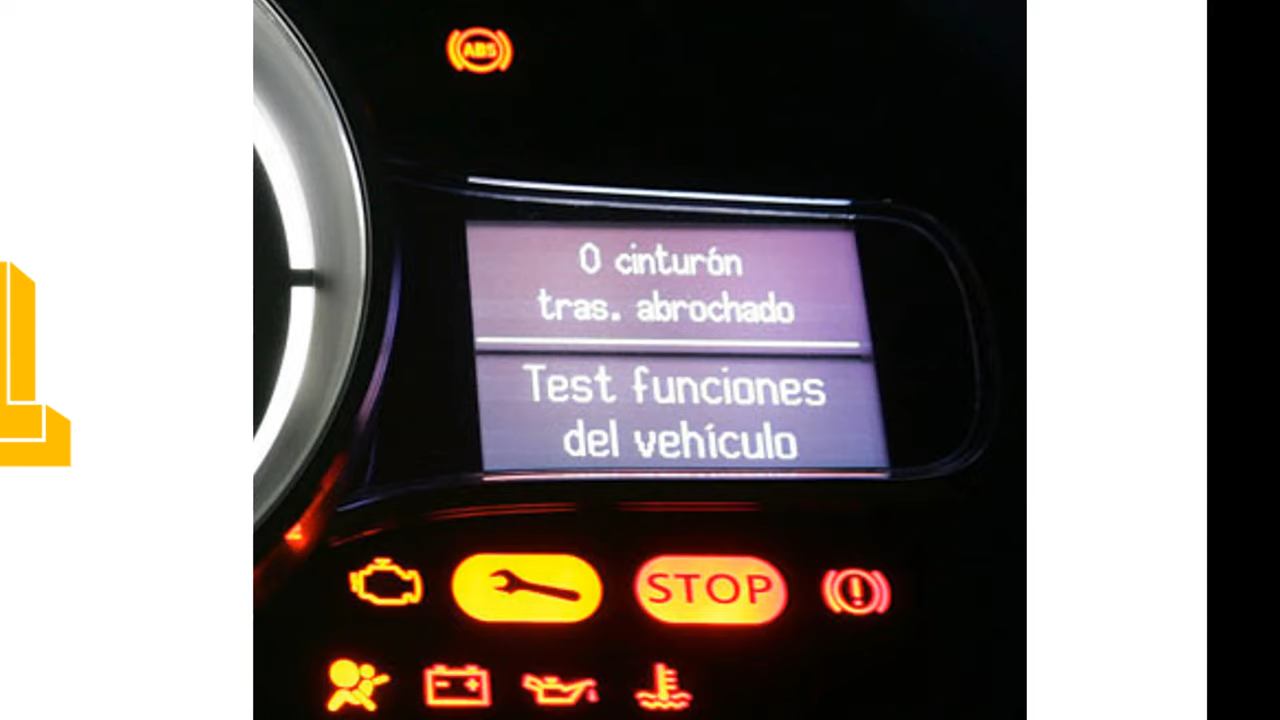 ABS
0 cinturón
tras. abrochado
Test funciones
del vehículo
STOP